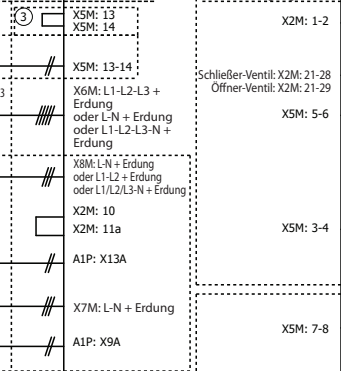 3
X5M: 13
X5M: 14
X5M: 13-14
3
X6M: L1-L2-L3 +
Erdung
oder L-N + Erdung
oder L1-L2-L3-N +
Erdung
X8M: L-N + Erdung
oder L1-L2 + Erdung
oder L1/L2/L3-N + Erdung
X2M: 10
X2M: 11a
A1P: X13A
X7M: L-N + Erdung
A1P: X9A
X2M: 1-2
Schließer-Ventil: X2M: 21-28
Öffner-Ventil: X2M: 21-29
X5M: 5-6
X5M: 3-4
X5M: 7-8